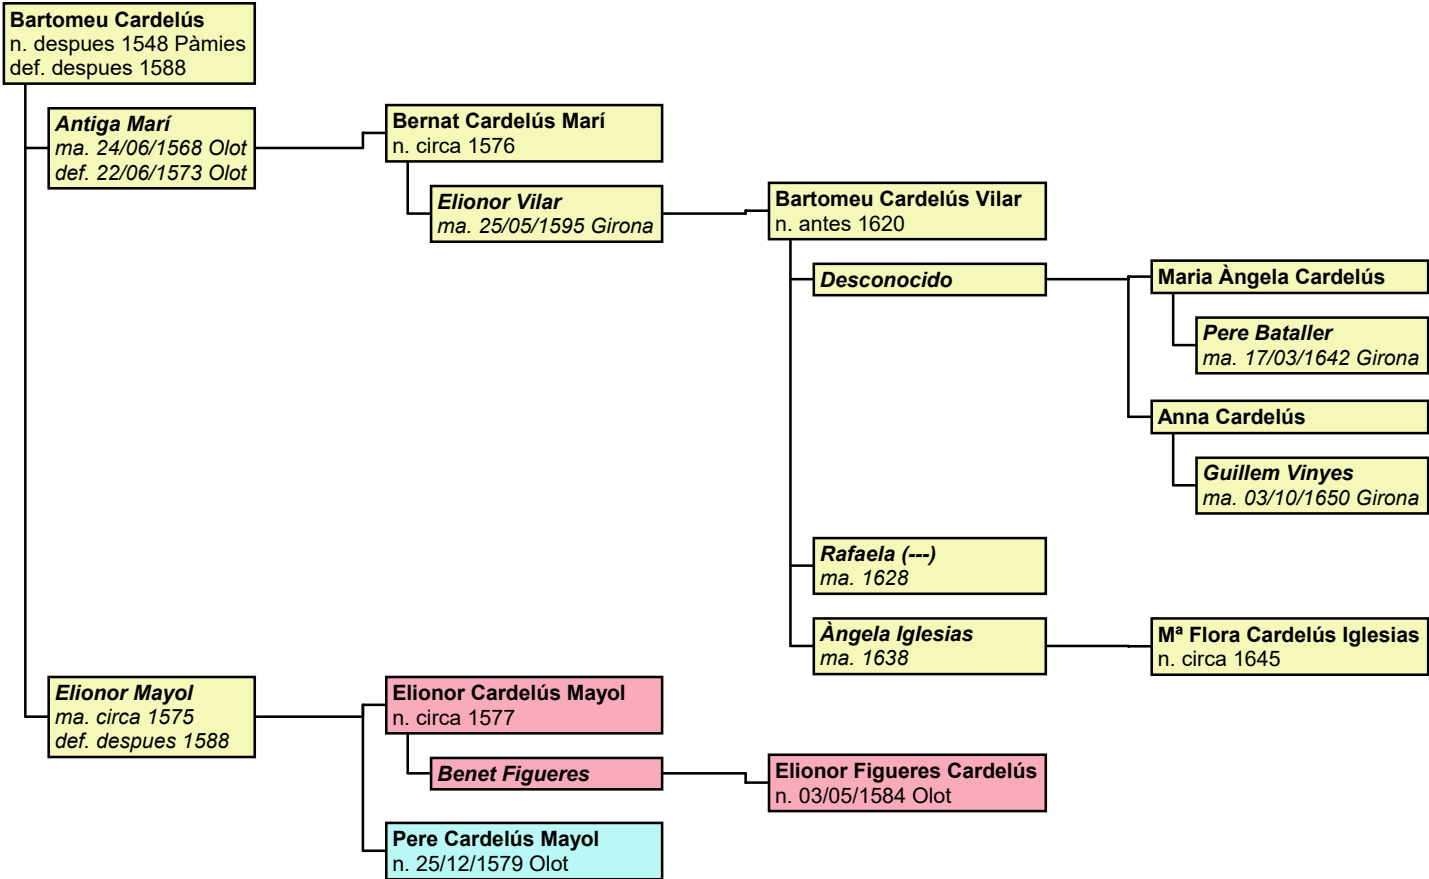 Bartomeu Cardelús
n. despues 1548 Pàmies
def. despues 1588
Antiga Marí
ma. 24/06/1568 Olot
def. 22/06/1573 Olot
Bernat Cardelús Marí
n. circa 1576
Elionor Vilar
ma. 25/05/1595 Girona
Bartomeu Cardelús Vilar
n. antes 1620
Desconocido
Maria Àngela Cardelús
Pere Bataller
ma. 17/03/1642 Girona
Anna Cardelús
Guillem Vinyes
ma. 03/10/1650 Girona
Rafaela (---)
ma. 1628
Àngela Iglesias
ma. 1638
Mª Flora Cardelús Iglesias
n. circa 1645
Elionor Mayol
ma. circa 1575
def. despues 1588
Elionor Cardelús Mayol
n. circa 1577
Benet Figueres
Elionor Figueres Cardelús
n. 03/05/1584 Olot
Pere Cardelús Mayol
n. 25/12/1579 Olot